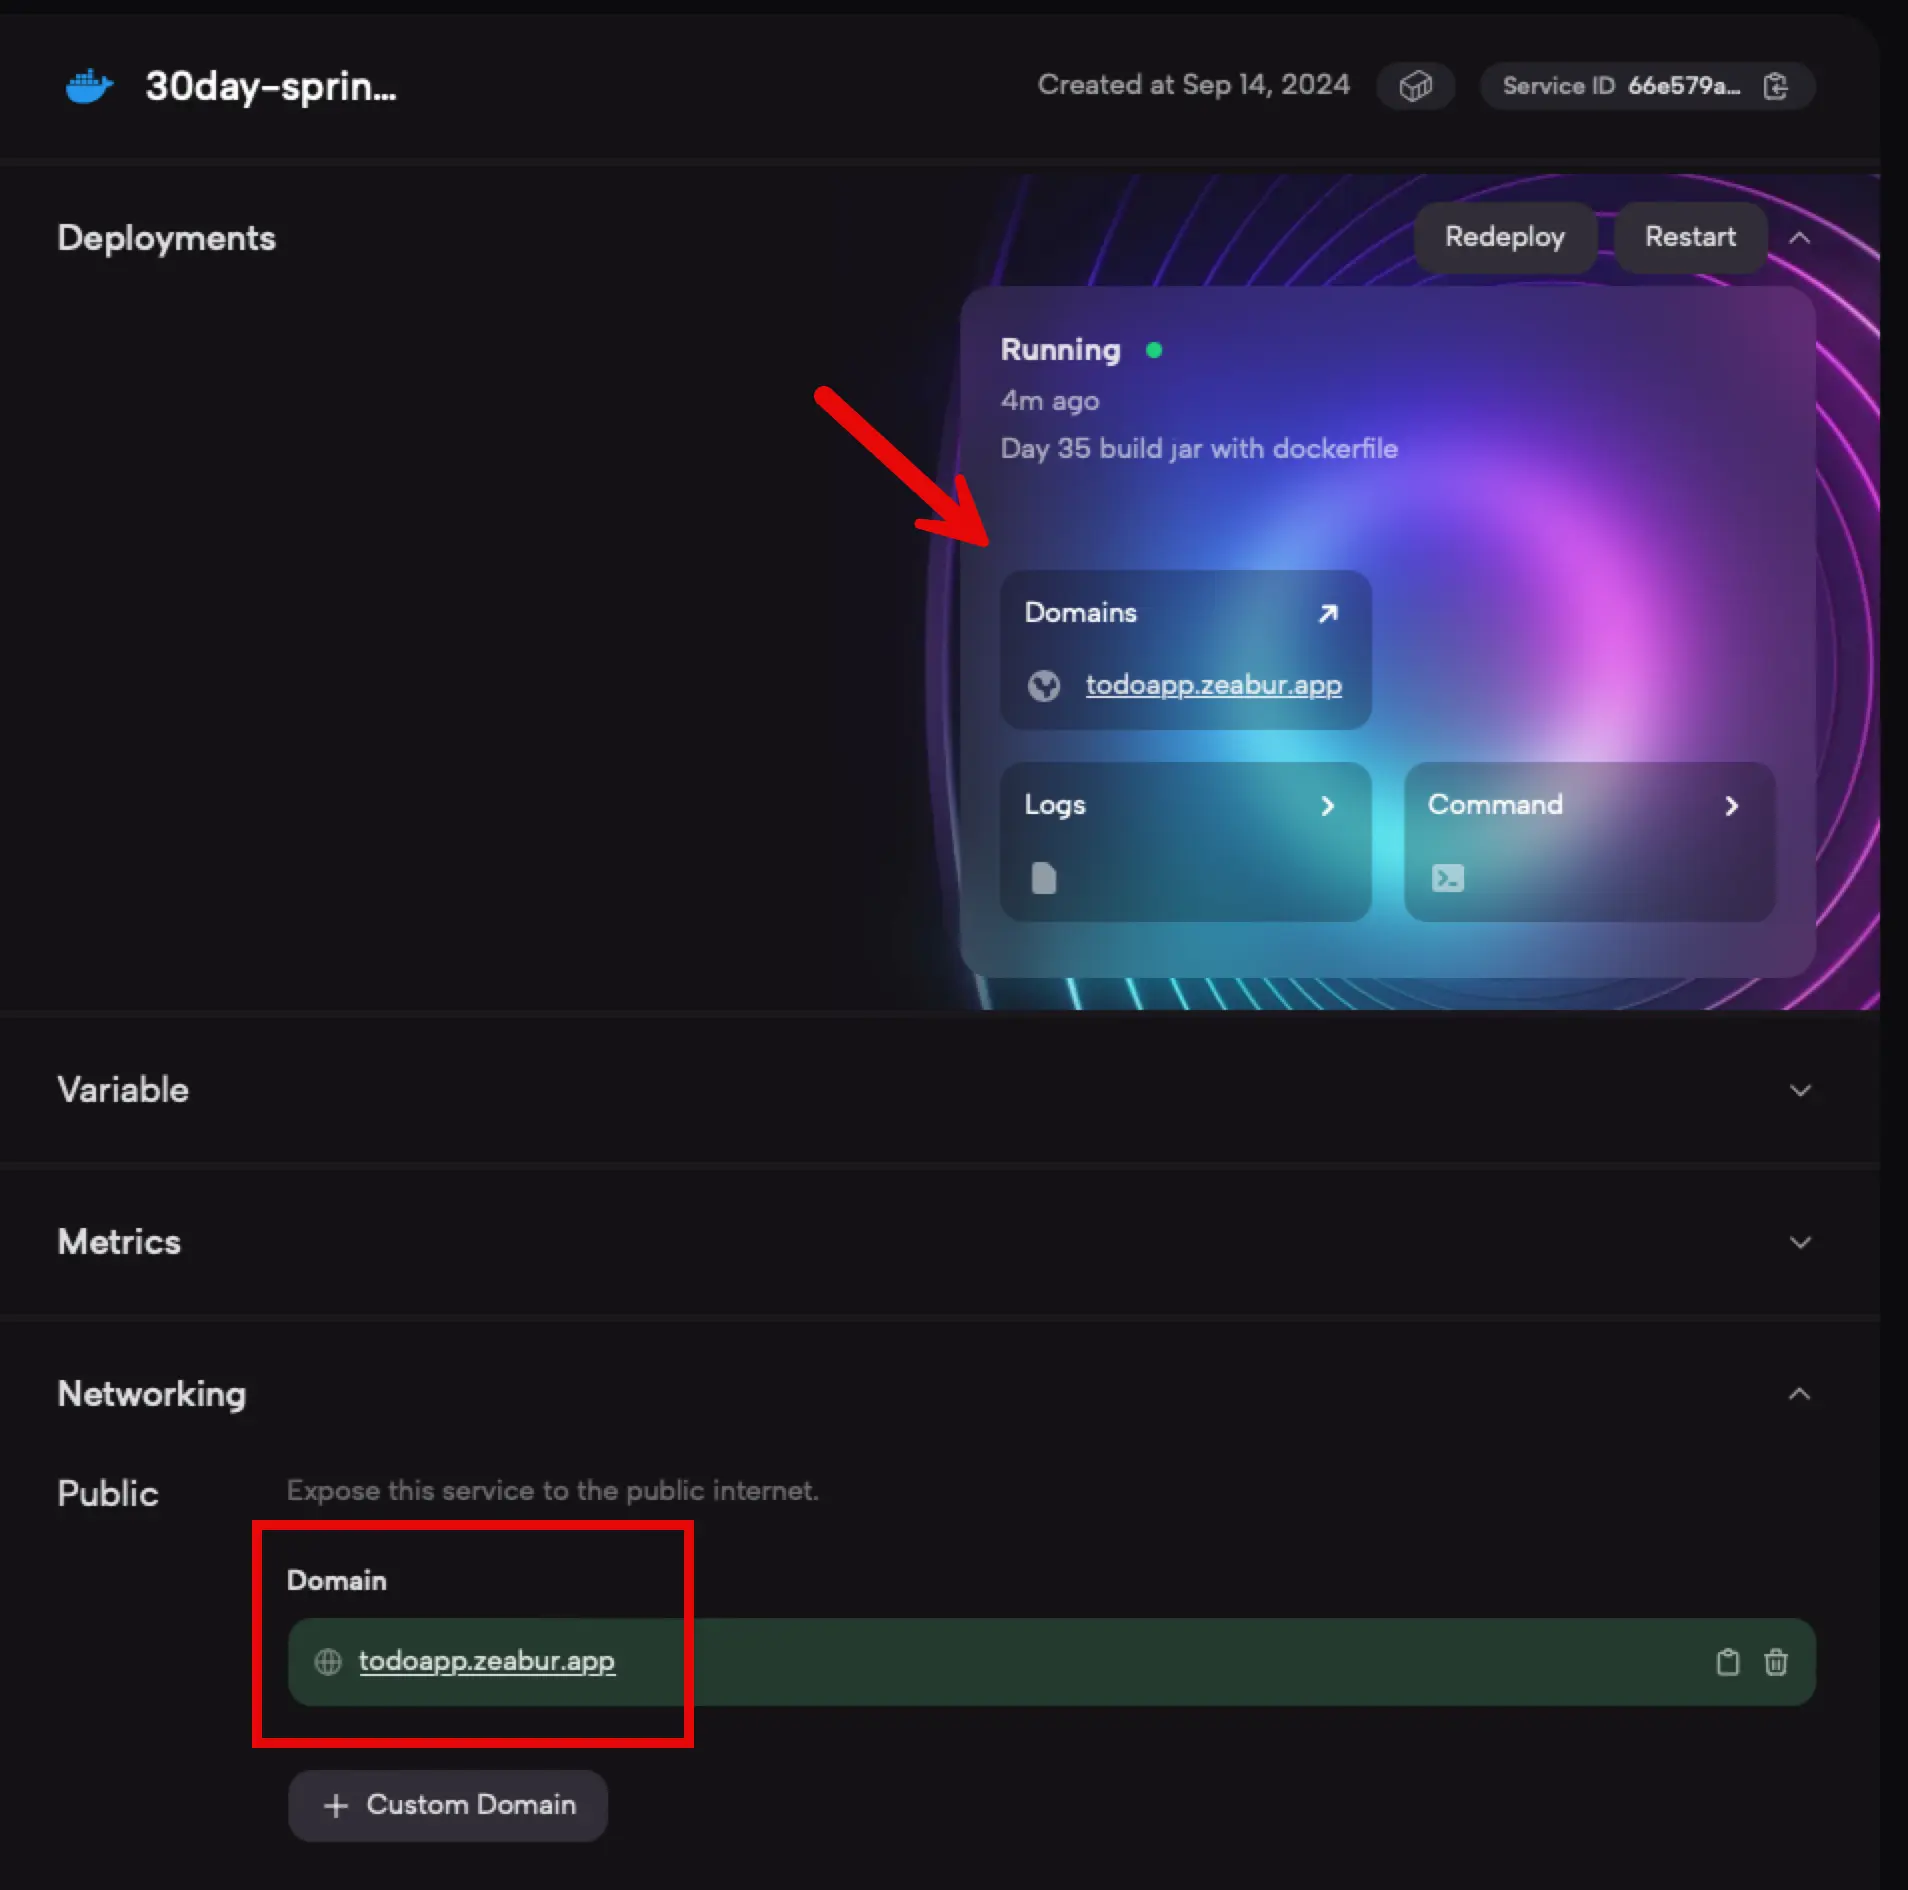 30day-sprin...
Created at Sep 14, 2024
Service ID 66e579a...
Deployments
Redeploy
Restart
Running
4m ago
Day 35 build jar with dockerfile
Domains
todoapp.zeabur.app
Logs
Command
Variable
Metrics
Networking
Public
Expose this service to the public internet.
Domain
todoapp.zeabur.app
+ Custom Domain